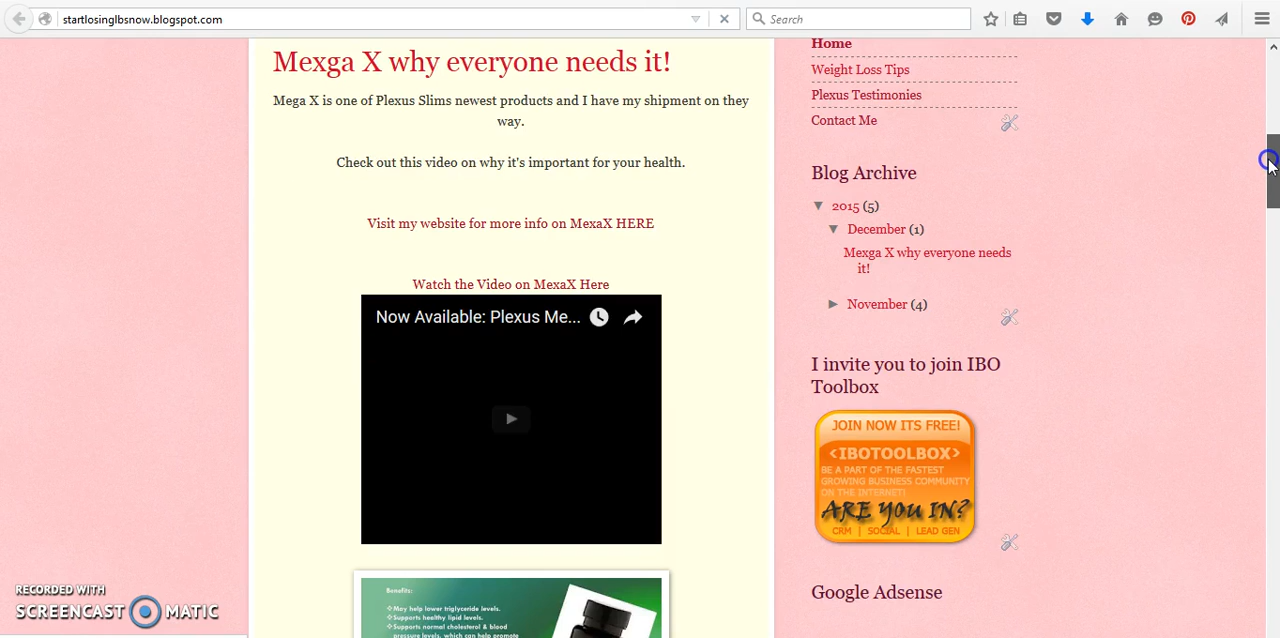 startlosinglbsnow.blogspot.com
Search
Mexga X why everyone needs it!
Mega X is one of Plexus Slims newest products and I have my shipment on they
way.
Check out this video on why it's important for your health.
Visit my website for more info on MexaX HERE
Watch the Video on MexaX Here
Now Available: Plexus Me...
Benefits:
May help lower triglyceride levels.
Supports healthy lipid levels.
Supports normal cholesterol & blood
pressure levels, which can help promote
Home
Weight Loss Tips
Plexus Testimonies
Contact Me
Blog Archive
▼ 2015 (5)
▼ December (1)
Mexga X why everyone needs
it!
► November (4)
I invite you to join IBO
Toolbox
JOIN NOW ITS FREE!
<IBOTOOLBOX>
BE A PART OF THE FASTEST
GROWING BUSINESS COMMUNITY
ON THE INTERNET!
ARE YOU IN?
CRM | SOCIAL | LEAD GEN
Google Adsense
RECORDED WITH
SCREENCAST MATIC